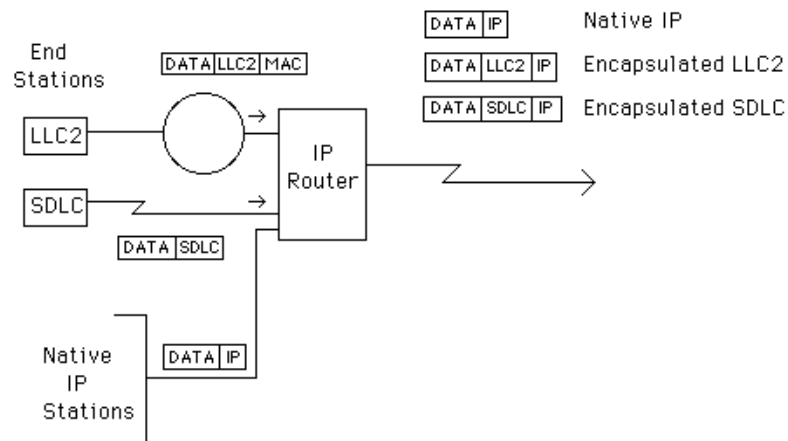 End
Stations
DATA LLC2 MAC
DATA IP Native IP
DATA LLC2 IP Encapsulated LLC2
DATA SDLC IP Encapsulated SDLC
LLC2
IP
Router
SDLC
DATA SDLC
Native
IP
Stations
DATA IP